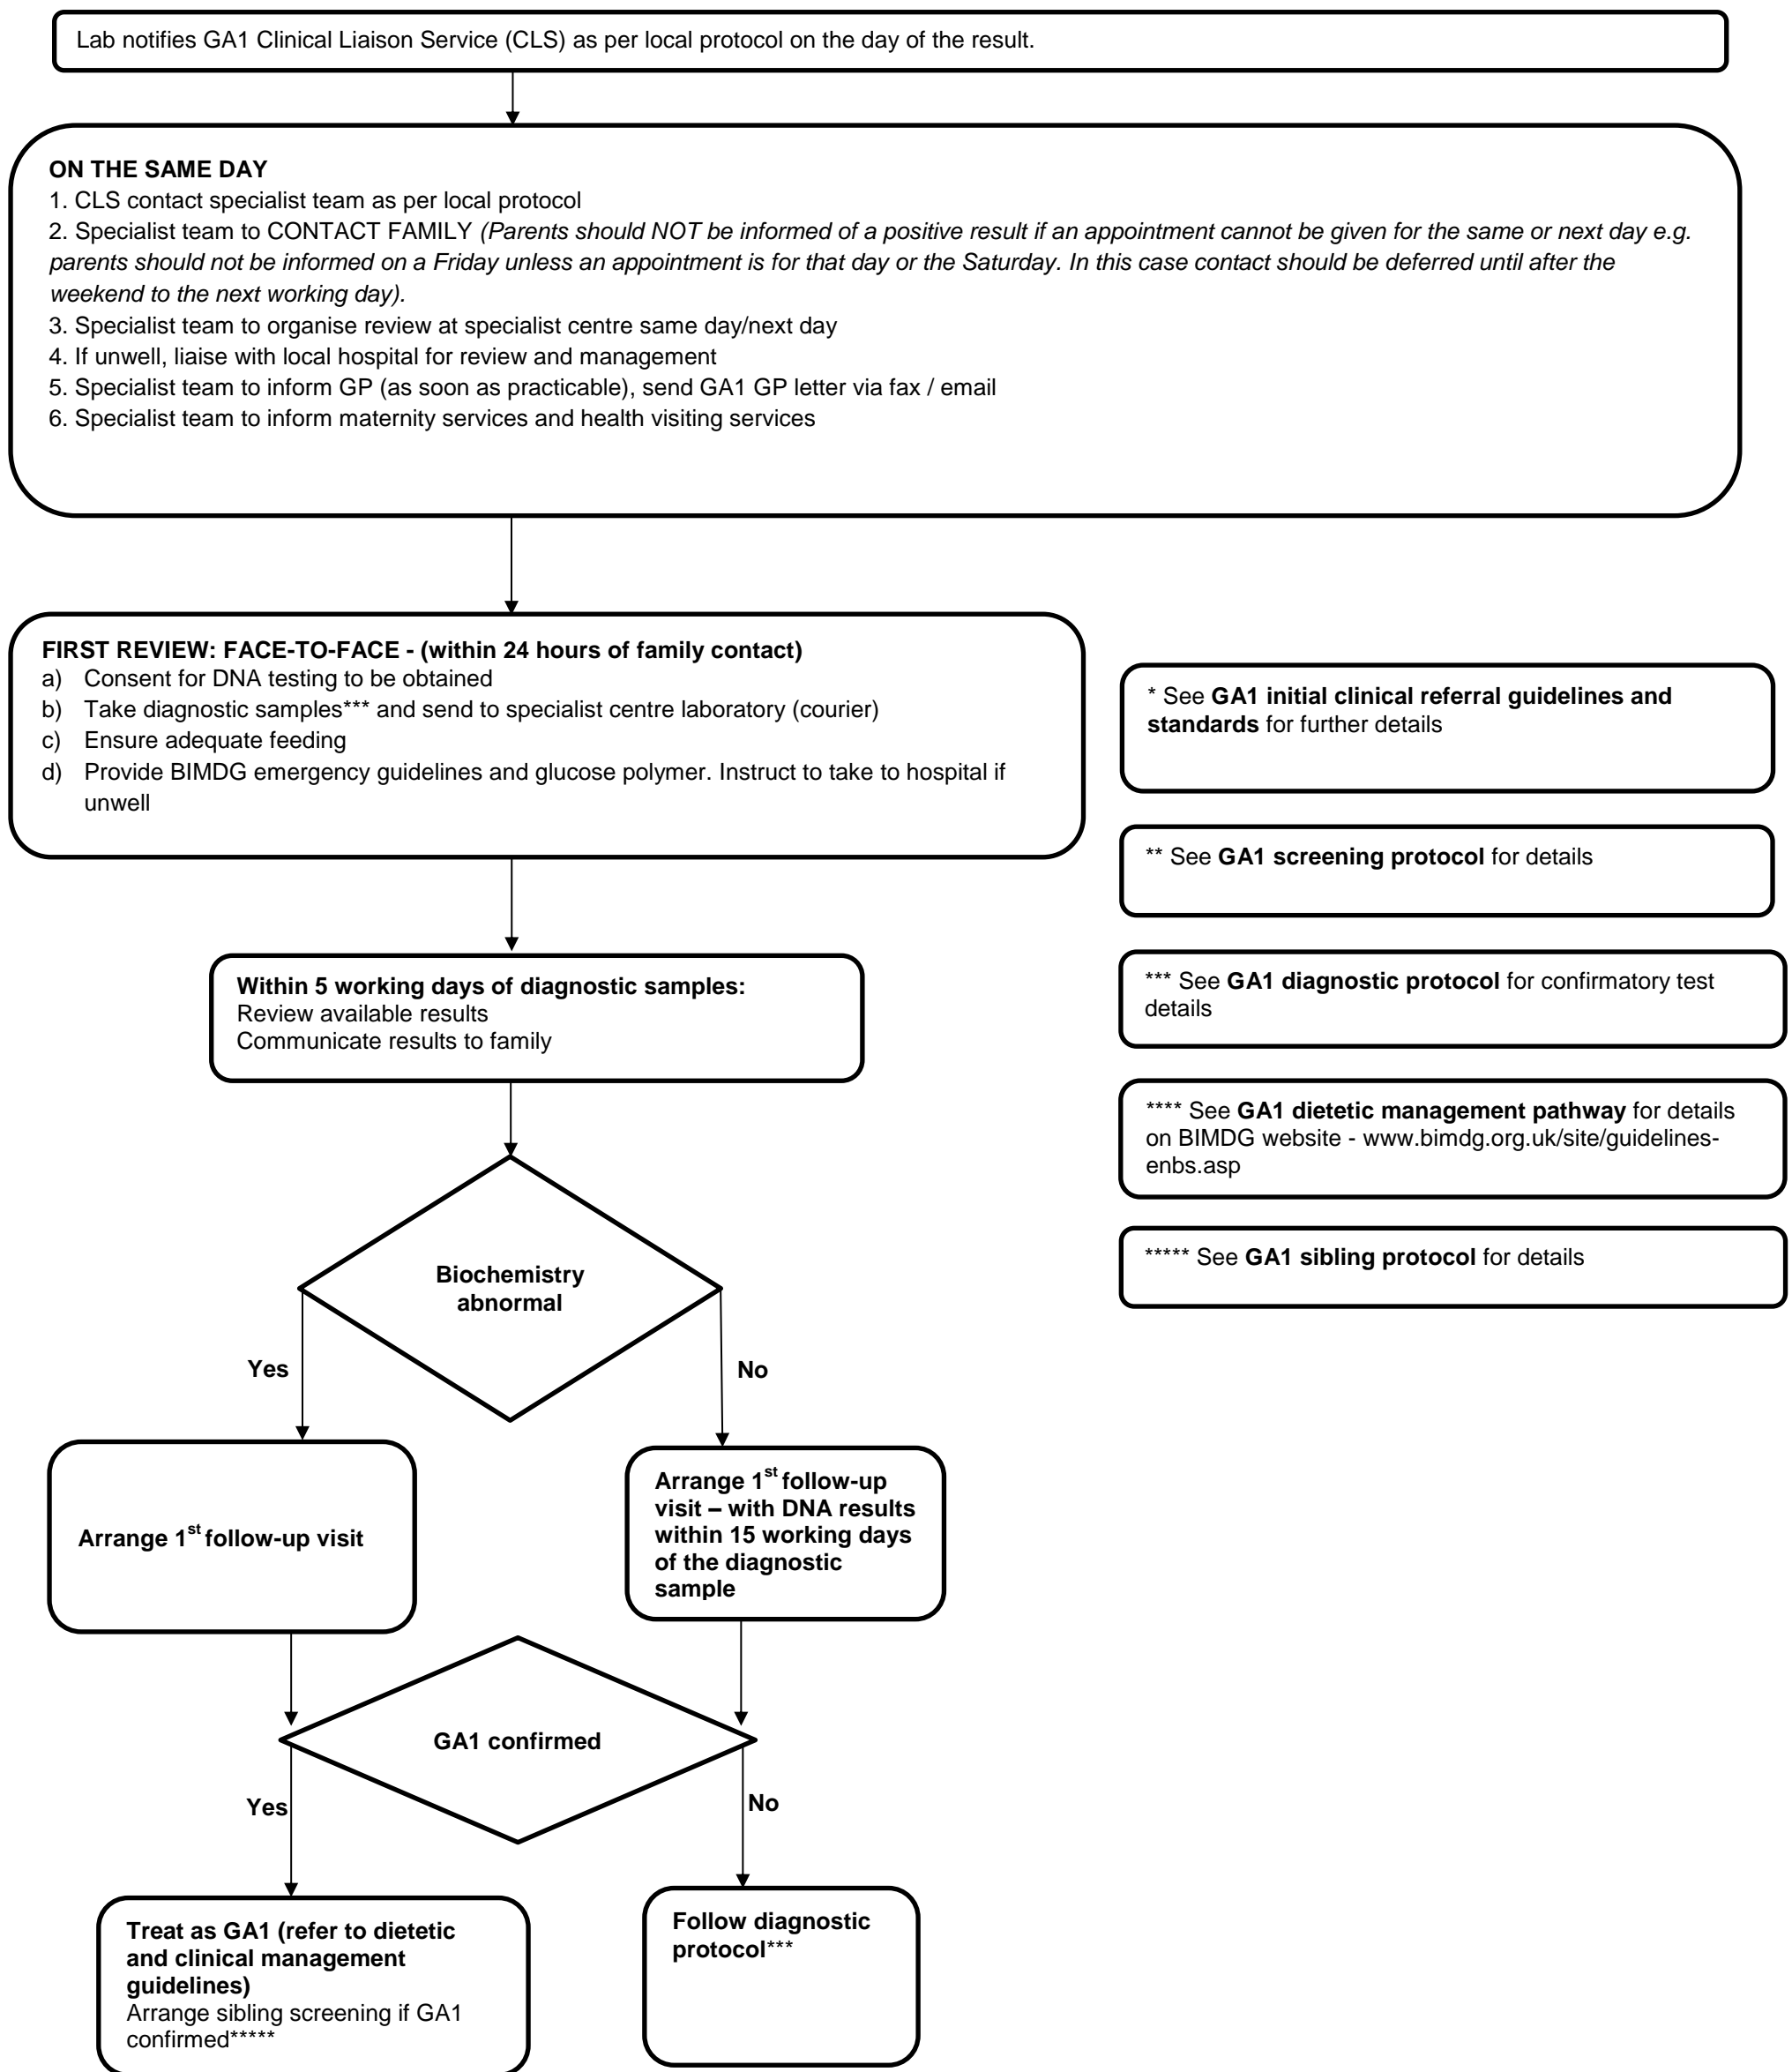 Lab notifies GA1 Clinical Liaison Service (CLS) as per local protocol on the day of the result.
ON THE SAME DAY
1. CLS contact specialist team as per local protocol
2. Specialist team to CONTACT FAMILY (Parents should NOT be informed of a positive result if an appointment cannot be given for the same or next day e.g.
parents should not be informed on a Friday unless an appointment is for that day or the Saturday. In this case contact should be deferred until after the
weekend to the next working day).
3. Specialist team to organise review at specialist centre same day/next day
4. If unwell, liaise with local hospital for review and management
5. Specialist team to inform GP (as soon as practicable), send GA1 GP letter via fax / email
6. Specialist team to inform maternity services and health visiting services
FIRST REVIEW: FACE-TO-FACE - (within 24 hours of family contact)
a) Consent for DNA testing to be obtained
b) Take diagnostic samples*** and send to specialist centre laboratory (courier)
c) Ensure adequate feeding
d) Provide BIMDG emergency guidelines and glucose polymer. Instruct to take to hospital if
unwell
* See GA1 initial clinical referral guidelines and
standards for further details
** See GA1 screening protocol for details
*** See GA1 diagnostic protocol for confirmatory test
details
**** See GA1 dietetic management pathway for details
on BIMDG website - www.bimdg.org.uk/site/guidelines-
enbs.asp
***** See GA1 sibling protocol for details
Within 5 working days of diagnostic samples:
Review available results
Communicate results to family
Biochemistry
abnormal
Yes
No
Arrange 1st follow-up visit
Arrange 1st follow-up
visit – with DNA results
within 15 working days
of the diagnostic
sample
GA1 confirmed
Yes
No
Treat as GA1 (refer to dietetic
and clinical management
guidelines)
Arrange sibling screening if GA1
confirmed*****
Follow diagnostic
protocol***